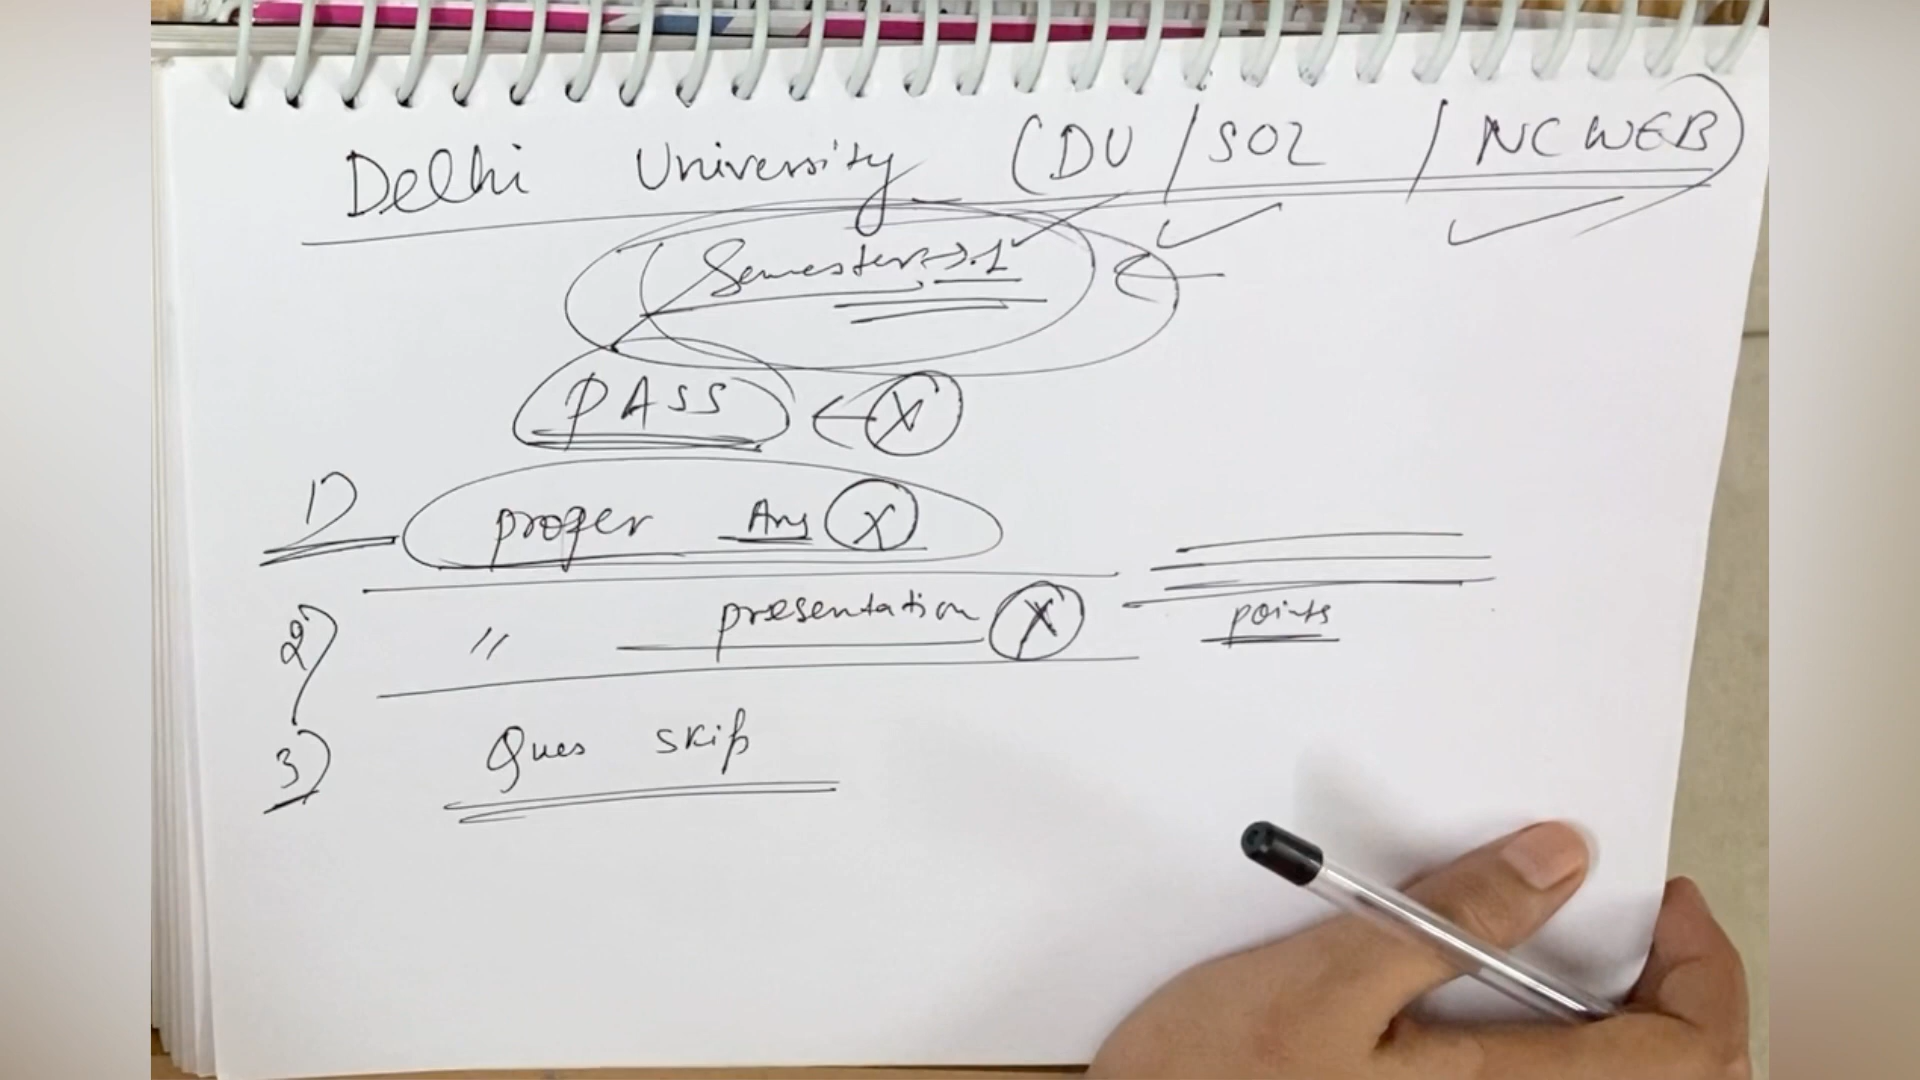 Delhi University (DU / SOL / NCWEB)
Semester → 1
PASS ← X
1) proper Ans X
2) " presentation X
points
3) Ques skip